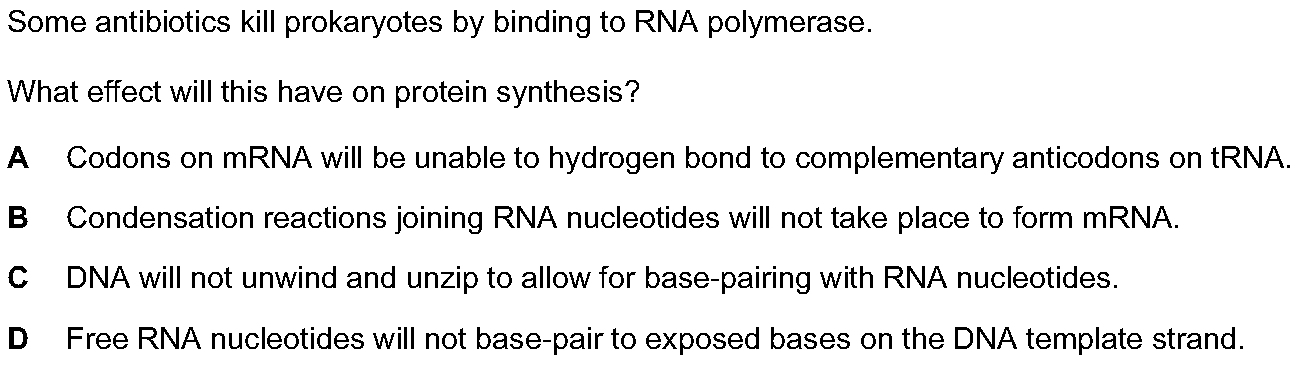 Some antibiotics kill prokaryotes by binding to RNA polymerase.
What effect will this have on protein synthesis?
A Codons on mRNA will be unable to hydrogen bond to complementary anticodons on tRNA.
B Condensation reactions joining RNA nucleotides will not take place to form mRNA.
C DNA will not unwind and unzip to allow for base-pairing with RNA nucleotides.
D Free RNA nucleotides will not base-pair to exposed bases on the DNA template strand.